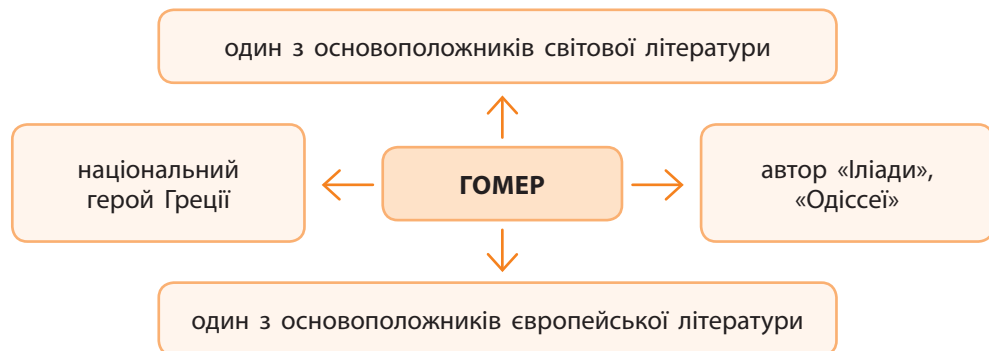 один з основоположників світової літератури
національний
герой Греції
ГОМЕР
автор «Іліади»,
«Одіссеї»
один з основоположників європейської літератури